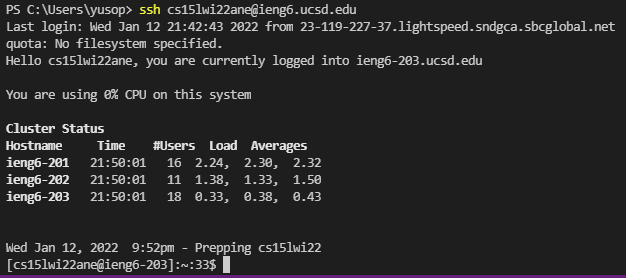 PS C:\Users\yusop> ssh cs15lwi22ane@ieng6.ucsd.edu
Last login: Wed Jan 12 21:42:43 2022 from 23-119-227-37.lightspeed.sndgca.sbcglobal.net
quota: No filesystem specified.
Hello cs15lwi22ane, you are currently logged into ieng6-203.ucsd.edu
You are using 0% CPU on this system
Cluster Status
Hostname     Time    #Users  Load  Averages
ieng6-201   21:50:01   16  2.24,  2.30,  2.32
ieng6-202   21:50:01   11  1.38,  1.33,  1.50
ieng6-203   21:50:01   18  0.33,  0.38,  0.43
Wed Jan 12, 2022  9:52pm - Prepping cs15lwi22
[cs15lwi22ane@ieng6-203]:~:33$